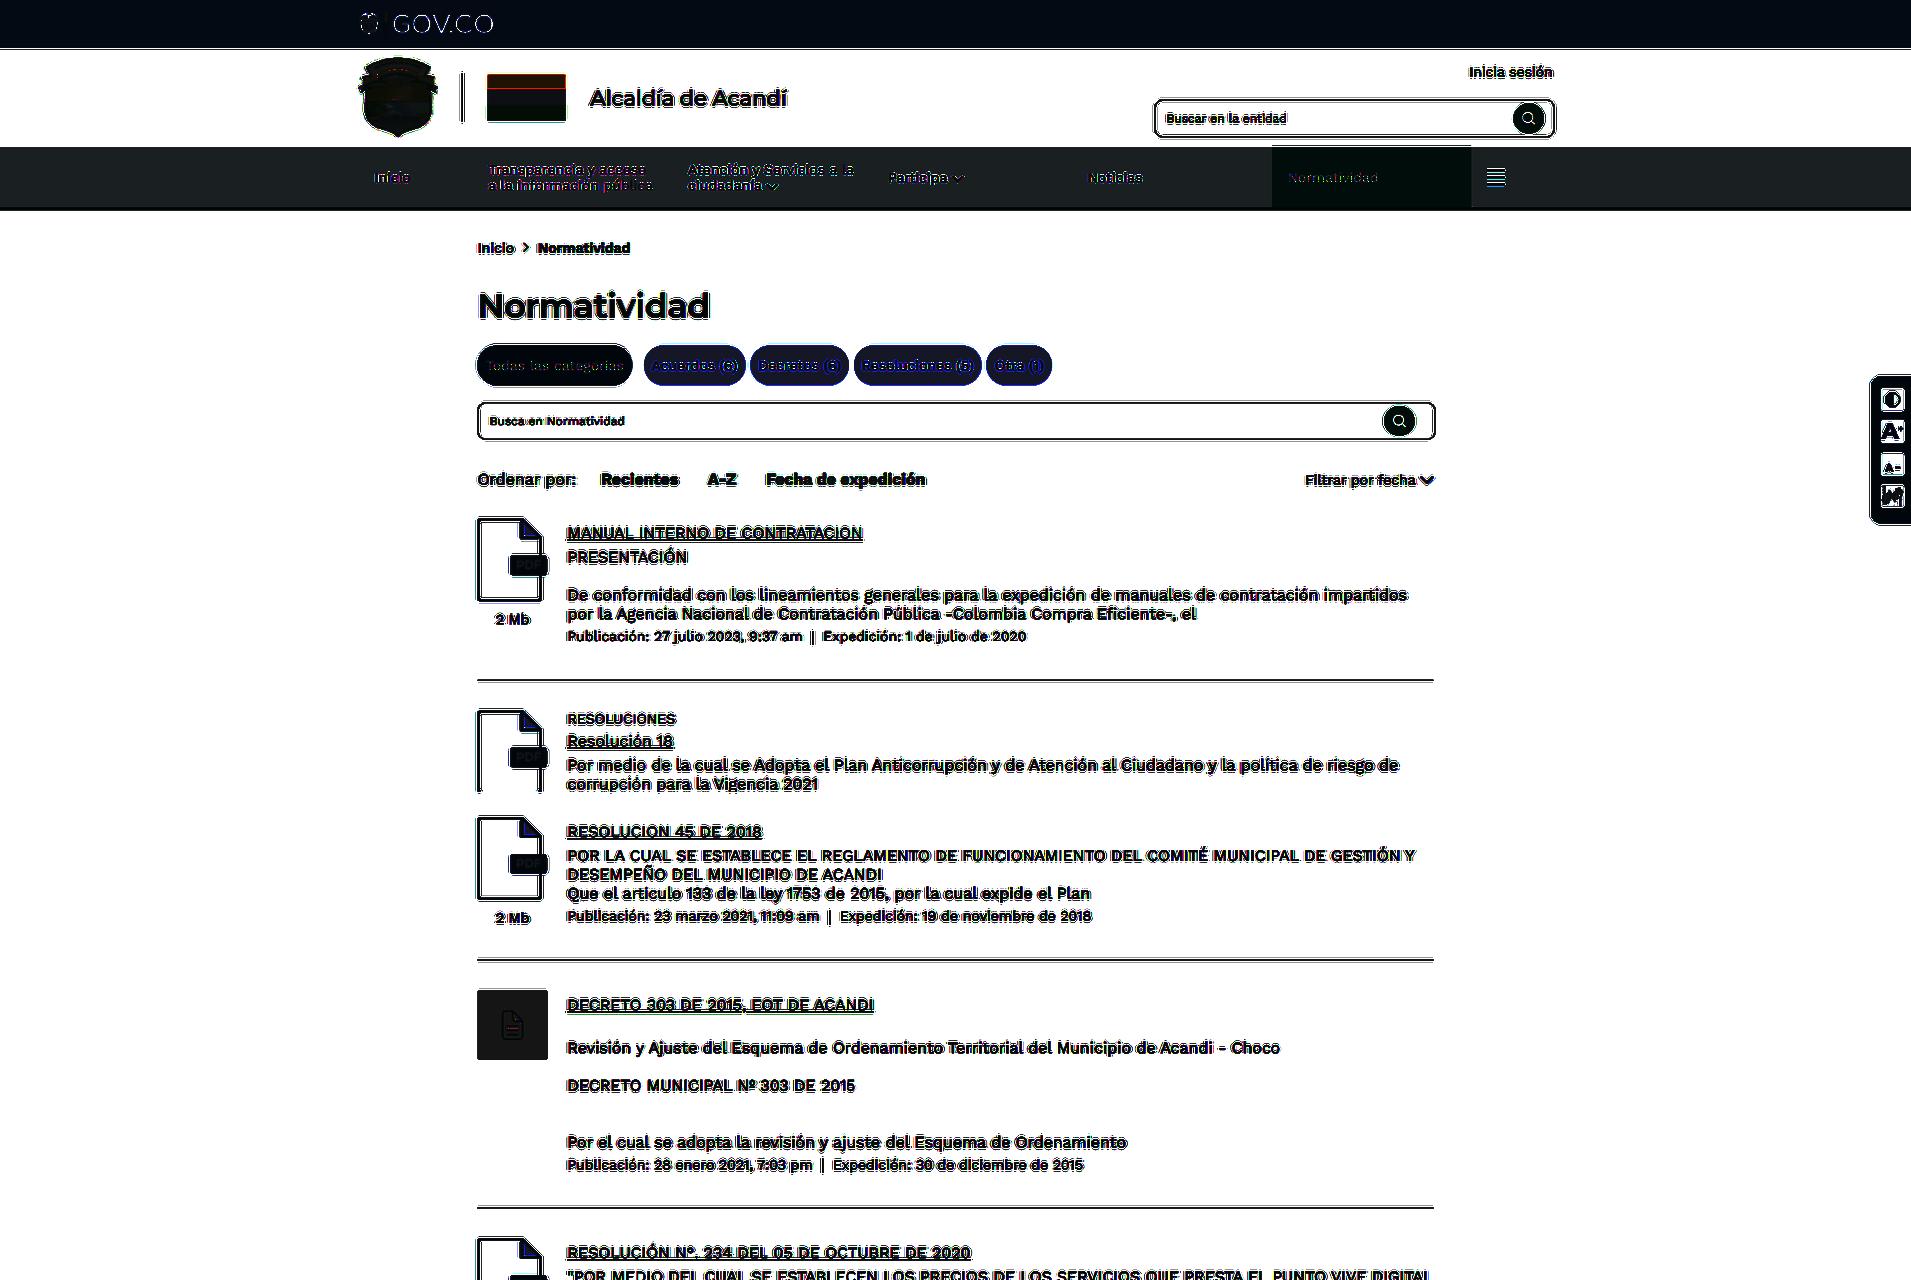 GOV.CO
Alcaldía de Acandí
Inicia sesión
Buscar en la entidad
Inicio
Transparencia y acceso
a la información pública
Atención y Servicios a la
ciudadanía
Participa
Noticias
Normatividad
Inicio > Normatividad
Normatividad
Todas las categorías
Acuerdos (6)
Decretos (6)
Resoluciones (6)
Otra (1)
Busca en Normatividad
Ordenar por: Recientes A-Z Fecha de expedición
Filtrar por fecha
MANUAL INTERNO DE CONTRATACION
PRESENTACIÓN
PDF
De conformidad con los lineamientos generales para la expedición de manuales de contratación impartidos
por la Agencia Nacional de Contratación Pública -Colombia Compra Eficiente-, el
2 Mb
Publicación: 27 julio 2023, 9:37 am | Expedición: 1 de julio de 2020
RESOLUCIONES
Resolución 18
PDF
Por medio de la cual se Adopta el Plan Anticorrupción y de Atención al Ciudadano y la política de riesgo de
corrupción para la Vigencia 2021
RESOLUCION 45 DE 2018
PDF
POR LA CUAL SE ESTABLECE EL REGLAMENTO DE FUNCIONAMIENTO DEL COMITÉ MUNICIPAL DE GESTIÓN Y
DESEMPEÑO DEL MUNICIPIO DE ACANDI
Que el articulo 133 de la ley 1753 de 2015, por la cual expide el Plan
2 Mb
Publicación: 23 marzo 2021, 11:09 am | Expedición: 19 de noviembre de 2018
DECRETO 303 DE 2015, EOT DE ACANDI
Revisión y Ajuste del Esquema de Ordenamiento Territorial del Municipio de Acandi - Choco
DECRETO MUNICIPAL Nº 303 DE 2015
Por el cual se adopta la revisión y ajuste del Esquema de Ordenamiento
Publicación: 28 enero 2021, 7:03 pm | Expedición: 30 de diciembre de 2015
RESOLUCIÓN Nº. 234 DEL 05 DE OCTUBRE DE 2020
"POR MEDIO DEL CUAL SE ESTABLECEN LOS PRECIOS DE LOS SERVICIOS QUE PRESTA EL PUNTO VIVE DIGITAL